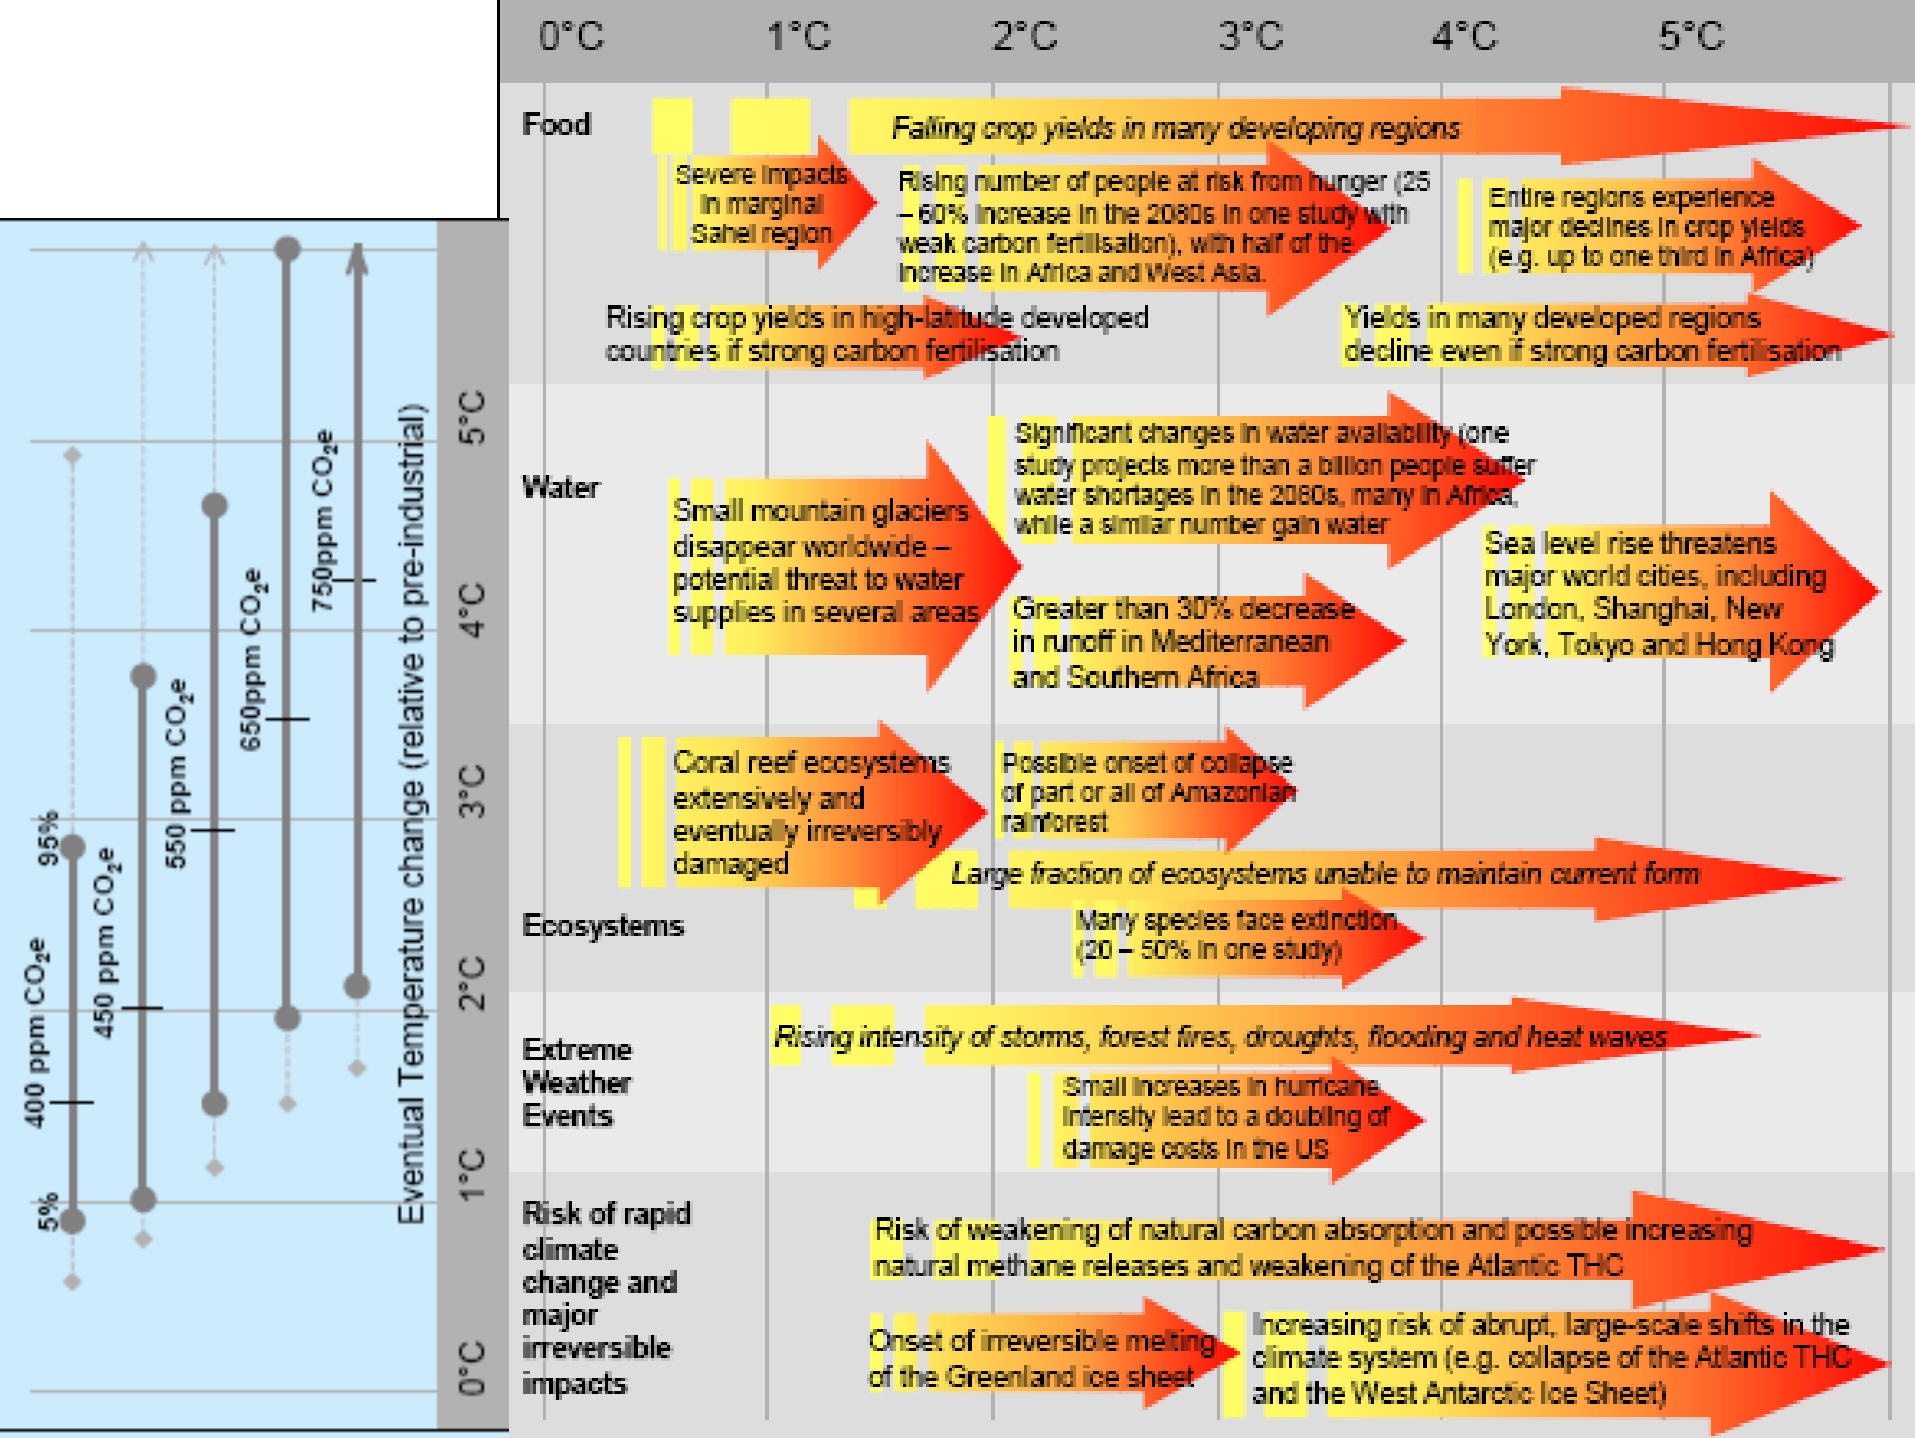 0°C 1°C 2°C 3°C 4°C 5°C
Food
Falling crop yields in many developing regions
Severe impacts
in marginal
Sahel region
Rising number of people at risk from hunger (25
– 60% increase in the 2080s in one study with
weak carbon fertilisation), with half of the
increase in Africa and West Asia.
Entire regions experience
major declines in crop yields
(e.g. up to one third in Africa)
Rising crop yields in high-latitude developed
countries if strong carbon fertilisation
Yields in many developed regions
decline even if strong carbon fertilisation
Water
Small mountain glaciers
disappear worldwide –
potential threat to water
supplies in several areas
Significant changes in water availability (one
study projects more than a billion people suffer
water shortages in the 2080s, many in Africa,
while a similar number gain water
Greater than 30% decrease
in runoff in Mediterranean
and Southern Africa
Sea level rise threatens
major world cities, including
London, Shanghai, New
York, Tokyo and Hong Kong
Ecosystems
Coral reef ecosystems
extensively and
eventually irreversibly
damaged
Possible onset of collapse
of part or all of Amazonian
rainforest
Large fraction of ecosystems unable to maintain current form
Many species face extinction
(20 – 50% in one study)
Extreme
Weather
Events
Rising intensity of storms, forest fires, droughts, flooding and heat waves
Small increases in hurricane
intensity lead to a doubling of
damage costs in the US
Risk of rapid
climate
change and
major
irreversible
impacts
Risk of weakening of natural carbon absorption and possible increasing
natural methane releases and weakening of the Atlantic THC
Onset of irreversible melting
of the Greenland ice sheet
Increasing risk of abrupt, large-scale shifts in the
climate system (e.g. collapse of the Atlantic THC
and the West Antarctic Ice Sheet)
5% 400 ppm CO₂e 95%
450 ppm CO₂e
550 ppm CO₂e
650ppm CO₂e
750ppm CO₂e
Eventual Temperature change (relative to pre-industrial)
0°C 1°C 2°C 3°C 4°C 5°C